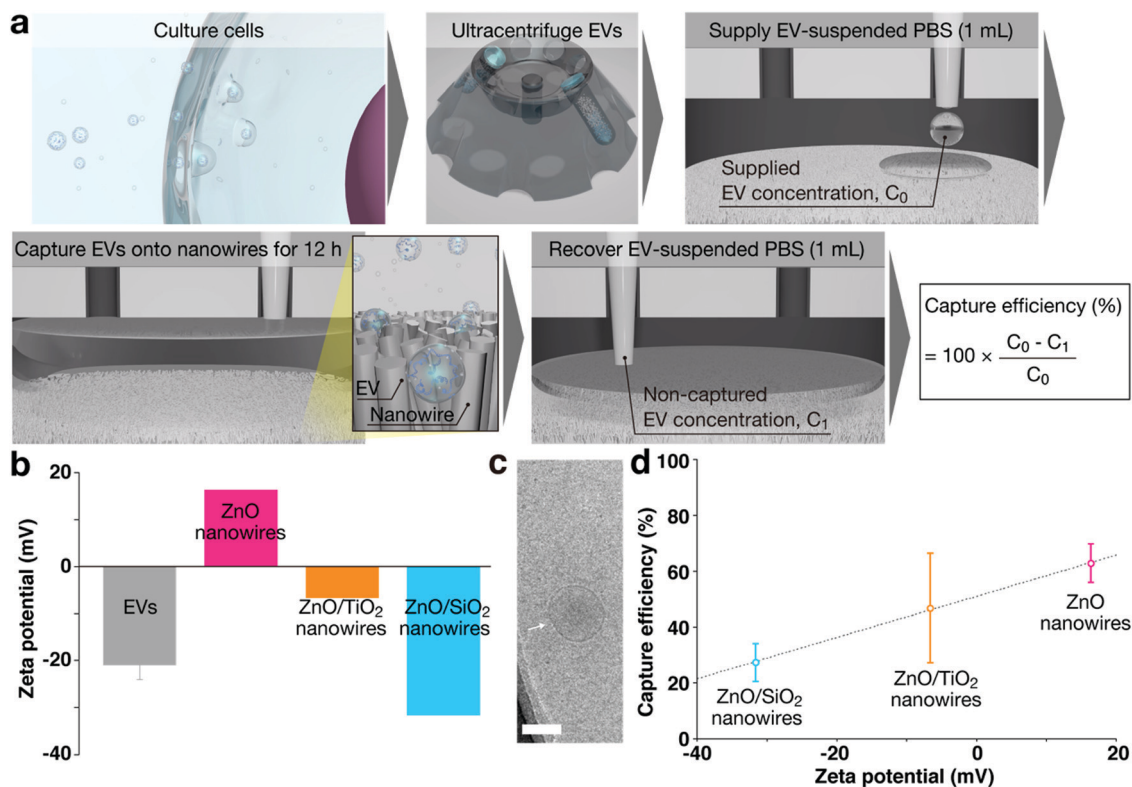 a
Culture cells
Ultracentrifuge EVs
Supply EV-suspended PBS (1 mL)
Supplied
EV concentration, C₀
Capture EVs onto nanowires for 12 h
EV
Nanowire
Recover EV-suspended PBS (1 mL)
Non-captured
EV concentration, C₁
Capture efficiency (%)
= 100 × (C₀ - C₁)/C₀
b
Zeta potential (mV)
20
0
-20
-40
EVs
ZnO
nanowires
ZnO/TiO₂
nanowires
ZnO/SiO₂
nanowires
c
d
Capture efficiency (%)
100
80
60
40
20
0
ZnO/SiO₂
nanowires
ZnO/TiO₂
nanowires
ZnO
nanowires
-40
-20
0
20
Zeta potential (mV)